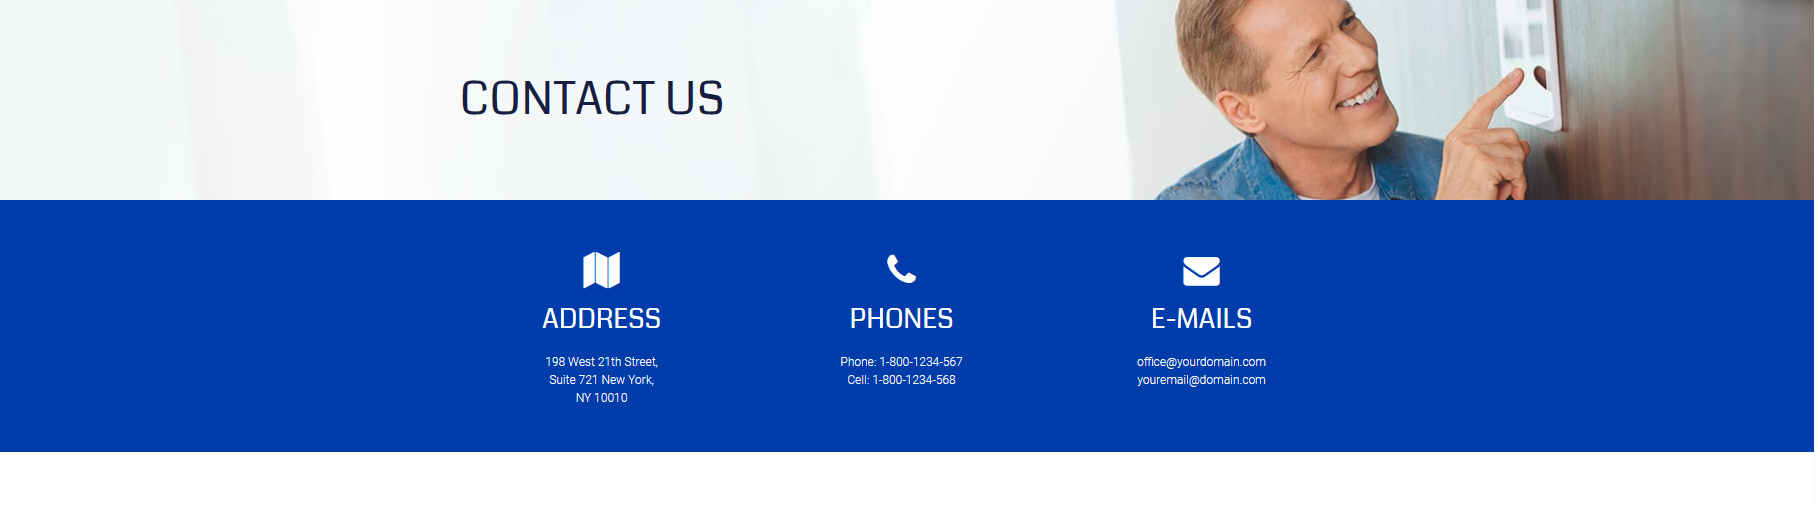 CONTACT US
ADDRESS
198 West 21th Street,
Suite 721 New York,
NY 10010
PHONES
Phone: 1-800-1234-567
Cell: 1-800-1234-568
E-MAILS
office@yourdomain.com
youremail@domain.com